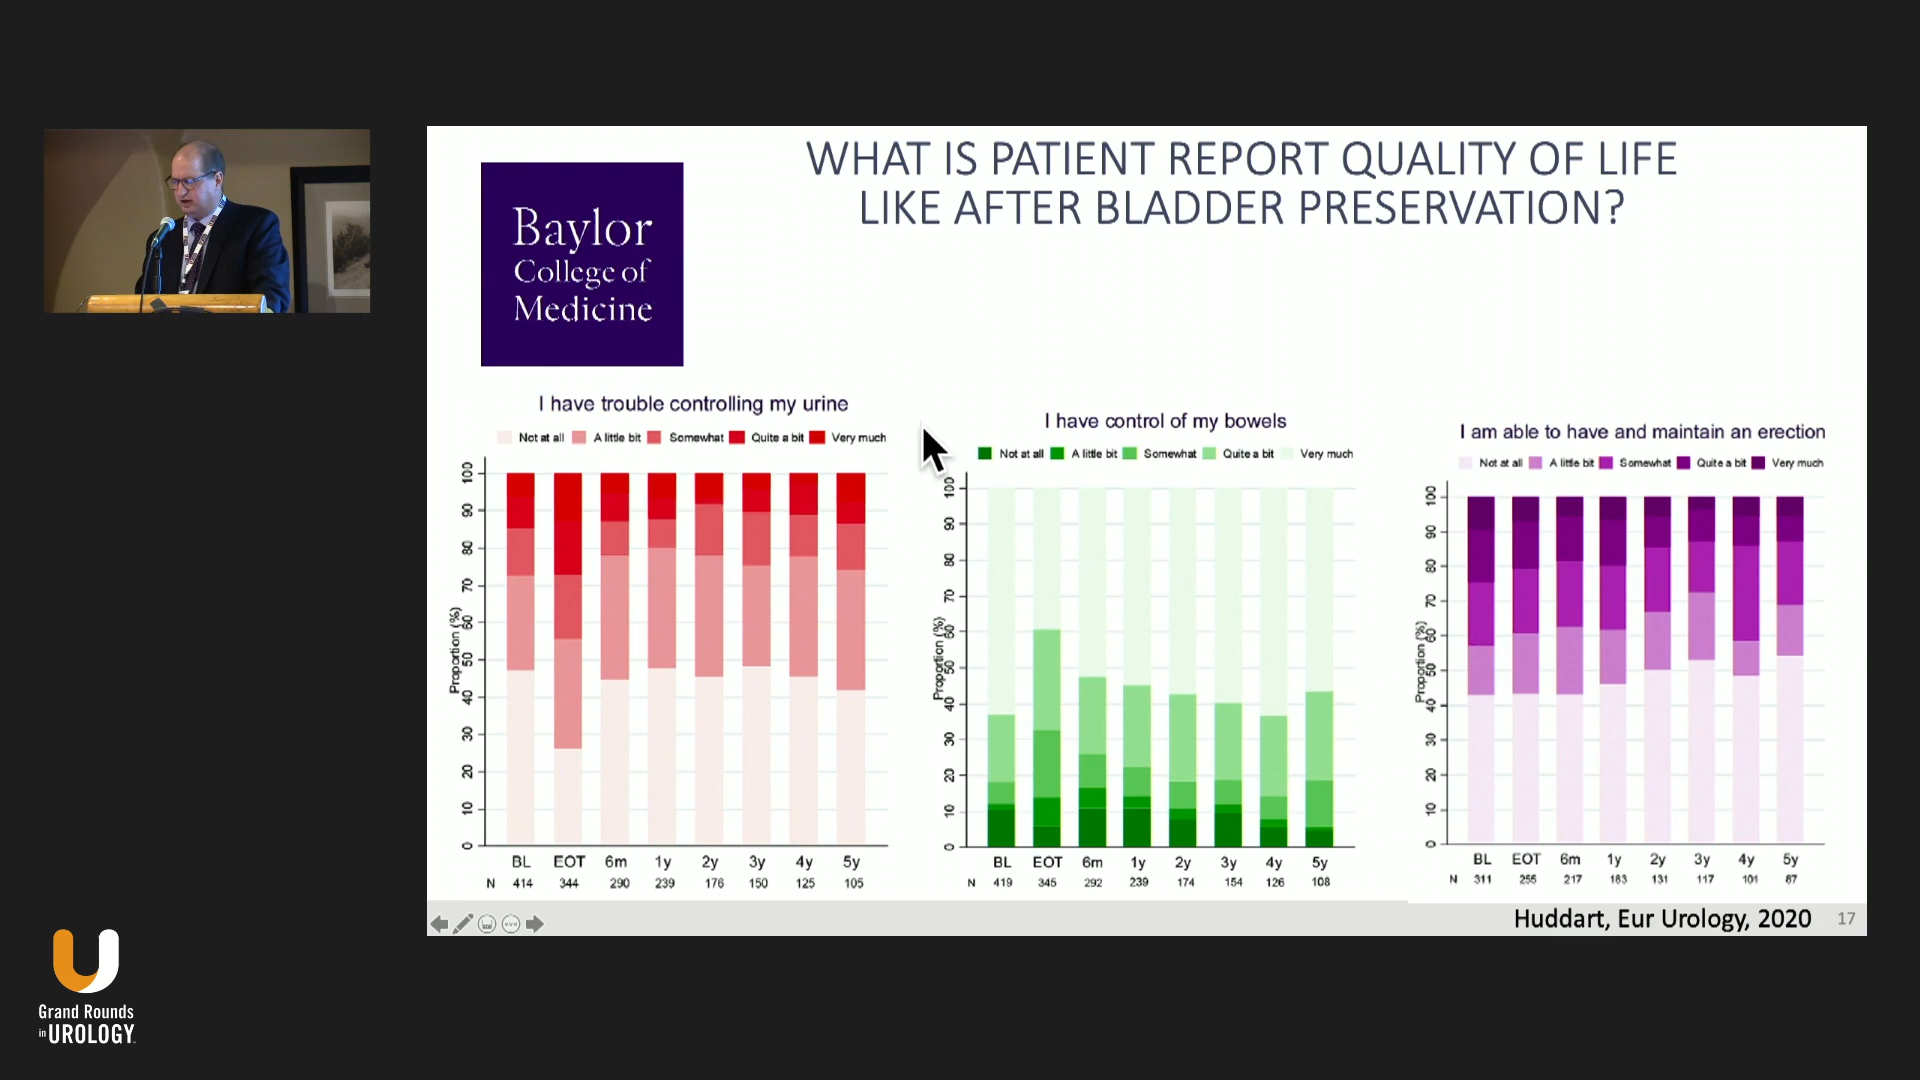 WHAT IS PATIENT REPORT QUALITY OF LIFE
LIKE AFTER BLADDER PRESERVATION?
Baylor
College of
Medicine
I have trouble controlling my urine
Not at all A little bit Somewhat Quite a bit Very much
Proportion (%)
100
90
80
70
60
50
40
30
20
10
0
BL EOT 6m 1y 2y 3y 4y 5y
N 414 344 290 239 176 150 125 105
I have control of my bowels
Not at all A little bit Somewhat Quite a bit Very much
Proportion (%)
100
90
80
70
60
50
40
30
20
10
0
BL EOT 6m 1y 2y 3y 4y 5y
N 419 345 292 239 174 154 126 108
I am able to have and maintain an erection
Not at all A little bit Somewhat Quite a bit Very much
Proportion (%)
100
90
80
70
60
50
40
30
20
10
0
BL EOT 6m 1y 2y 3y 4y 5y
N 311 255 217 183 131 117 101 87
Huddart, Eur Urology, 2020 17
Grand Rounds
in UROLOGY